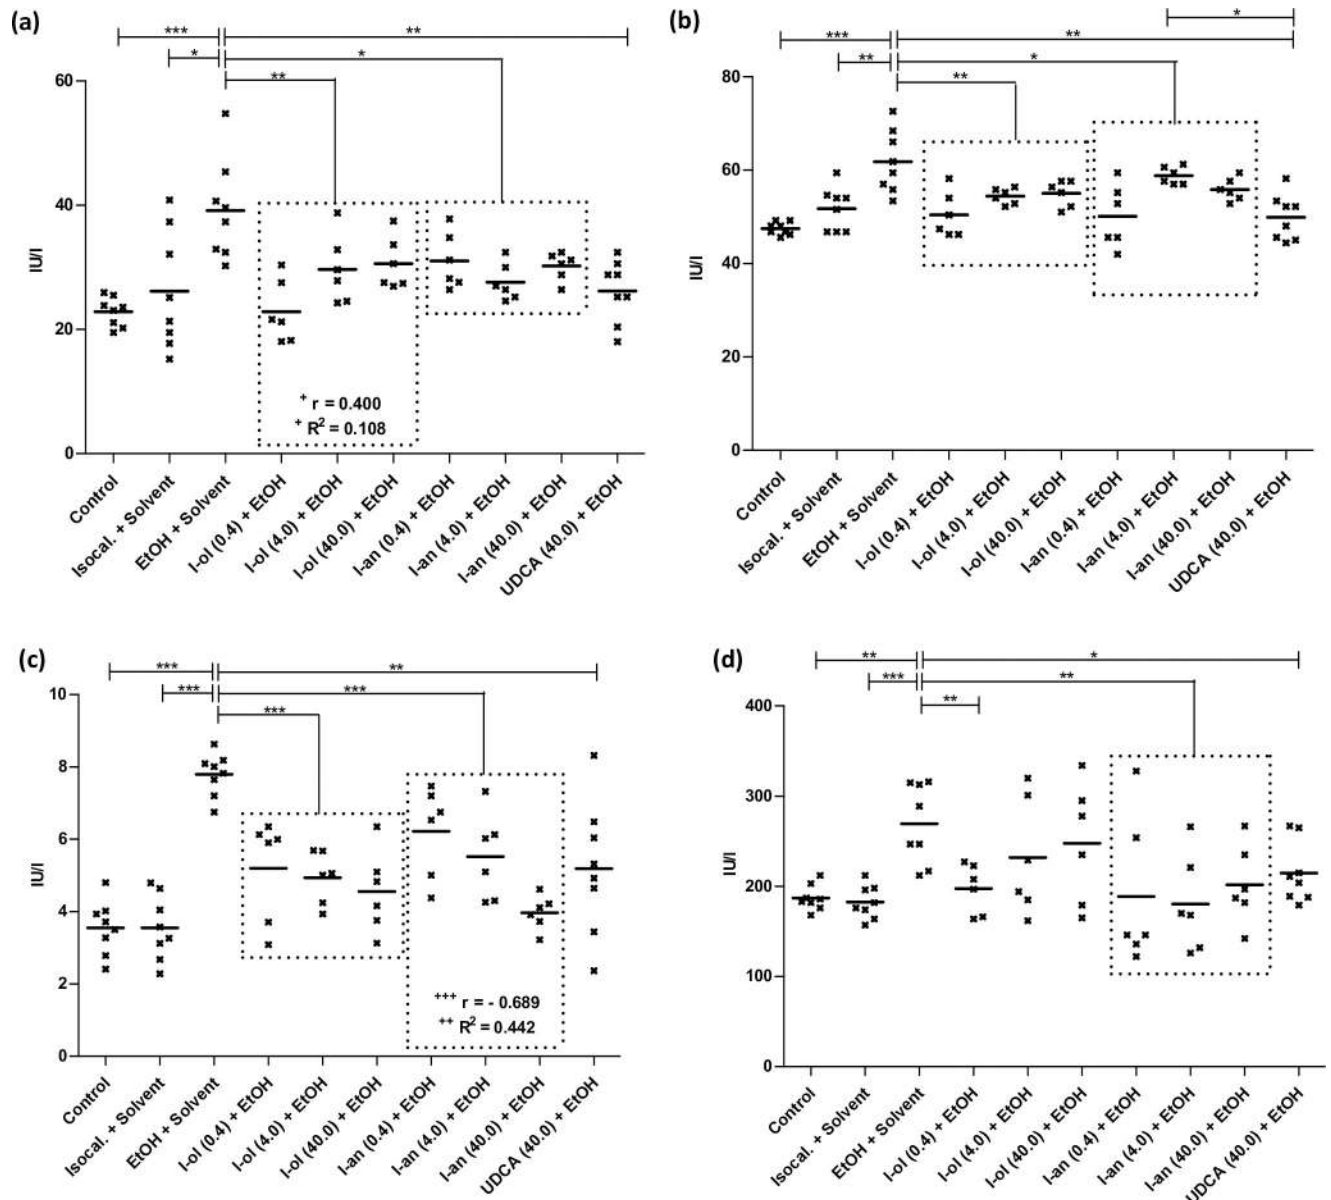 (a)
*** **
* *
**
60
40
20
0
IU/l
+ r = 0.400
+ R2 = 0.108
Control
Isocal. + Solvent
EtOH + Solvent
I-ol (0.4) + EtOH
I-ol (4.0) + EtOH
I-ol (40.0) + EtOH
I-an (0.4) + EtOH
I-an (4.0) + EtOH
I-an (40.0) + EtOH
UDCA (40.0) + EtOH
(b)
*
*** **
** *
**
80
60
40
20
0
IU/l
Control
Isocal. + Solvent
EtOH + Solvent
I-ol (0.4) + EtOH
I-ol (4.0) + EtOH
I-ol (40.0) + EtOH
I-an (0.4) + EtOH
I-an (4.0) + EtOH
I-an (40.0) + EtOH
UDCA (40.0) + EtOH
(c)
*** **
*** ***
***
10
8
6
4
2
0
IU/l
+++ r = - 0.689
++ R2 = 0.442
Control
Isocal. + Solvent
EtOH + Solvent
I-ol (0.4) + EtOH
I-ol (4.0) + EtOH
I-ol (40.0) + EtOH
I-an (0.4) + EtOH
I-an (4.0) + EtOH
I-an (40.0) + EtOH
UDCA (40.0) + EtOH
(d)
** *
*** **
**
400
300
200
100
0
IU/l
Control
Isocal. + Solvent
EtOH + Solvent
I-ol (0.4) + EtOH
I-ol (4.0) + EtOH
I-ol (40.0) + EtOH
I-an (0.4) + EtOH
I-an (4.0) + EtOH
I-an (40.0) + EtOH
UDCA (40.0) + EtOH